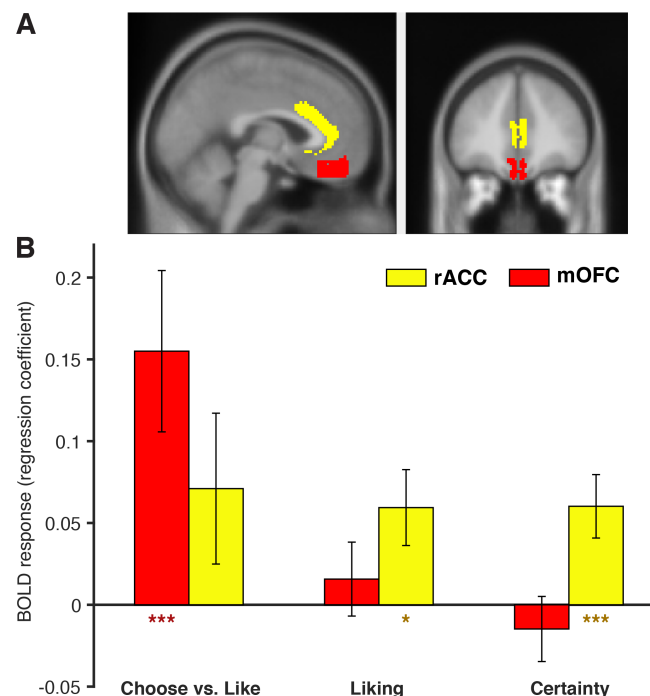 A
B
rACC mOFC
BOLD response (regression coefficient)
0.2
0.15
0.1
0.05
0
-0.05
*** * ***
Choose vs. Like Liking Certainty